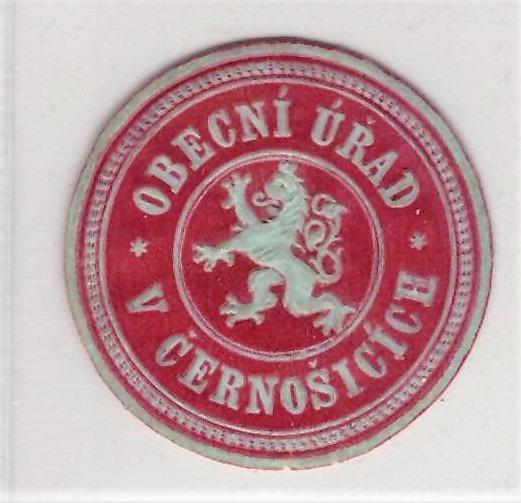 OBECNÍ ÚŘAD
V ČERNOŠICÍCH